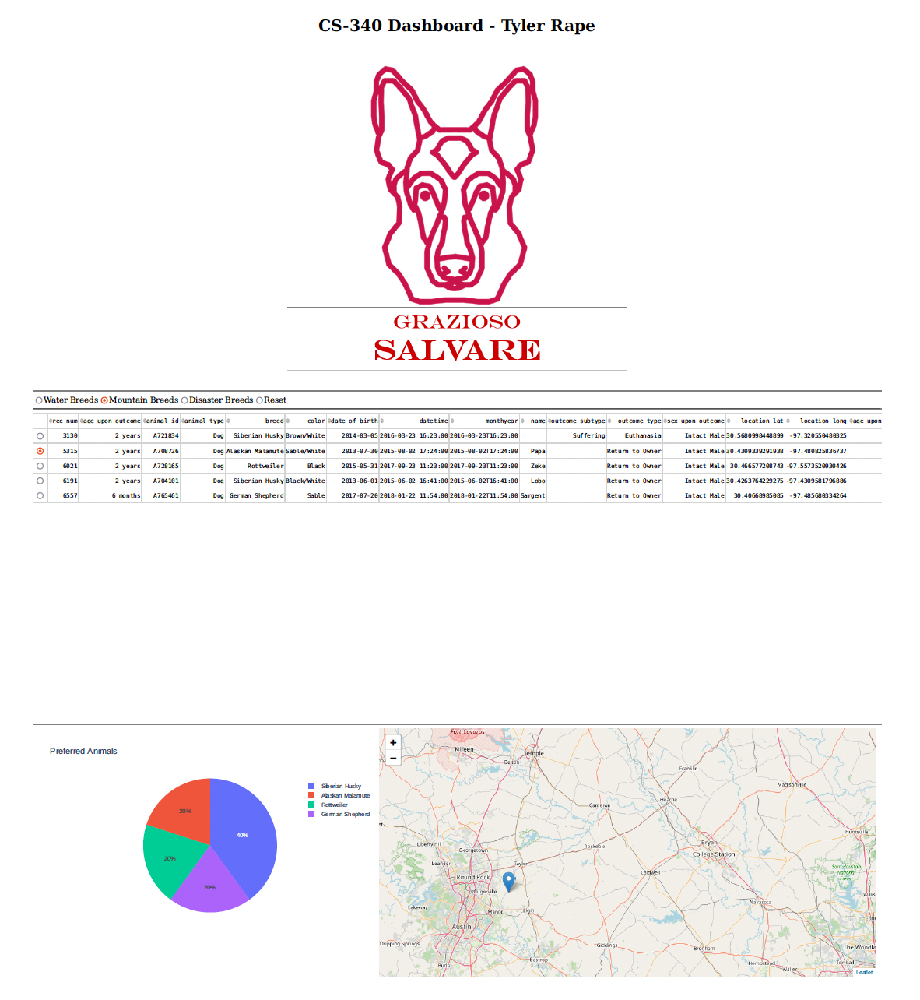 CS-340 Dashboard - Tyler Rape
GRAZIOSO
SALVARE
Water Breeds Mountain Breeds Disaster Breeds Reset
rec_num age_upon_outcome animal_id animal_type breed color date_of_birth datetime monthyear name outcome_subtype outcome_type sex_upon_outcome location_lat location_long age_upon_
3130 2 years A721834 Dog Siberian Husky Brown/White 2014-03-05 2016-03-23 16:23:00 2016-03-23T16:23:00 Suffering Euthanasia Intact Male 30.5680998448899 -97.320550480325
5315 2 years A708726 Dog Alaskan Malamute Sable/White 2013-07-30 2015-08-02 17:24:00 2015-08-02T17:24:00 Papa Return to Owner Intact Male 30.4309339291938 -97.480825836737
6021 2 years A728165 Dog Rottweiler Black 2015-05-31 2017-09-23 11:23:00 2017-09-23T11:23:00 Zeke Return to Owner Intact Male 30.466577208743 -97.5573520930426
6191 2 years A704101 Dog Siberian Husky Black/White 2013-06-01 2015-06-02 16:41:00 2015-06-02T16:41:00 Lobo Return to Owner Intact Male 30.4263764229275 -97.4309581796886
6557 6 months A765461 Dog German Shepherd Sable 2017-07-20 2018-01-22 11:54:00 2018-01-22T11:54:00 Sargent Return to Owner Intact Male 30.40668985085 -97.485680334264
Preferred Animals
Siberian Husky
Alaskan Malamute
Rottweiler
German Shepherd
20%
40%
20%
20%
+
−
Fort Cavazos
Killeen
Temple
Belton
Franklin
Madisonville
Hearne
Cameron
Huntsville
Bryan
Liberty Hill
Rockdale
Georgetown
College Station
Leander
Taylor
Sam Houston
National
Forest
Caldwell
Round Rock
Pflugerville
Willis
Navasota
Lakeway
Manor
Elgin
Austin
Dripping Springs
Giddings
Brenham
The Woodla
Bastrop
Hempstead
Tomball
Buda
Waller
Leaflet